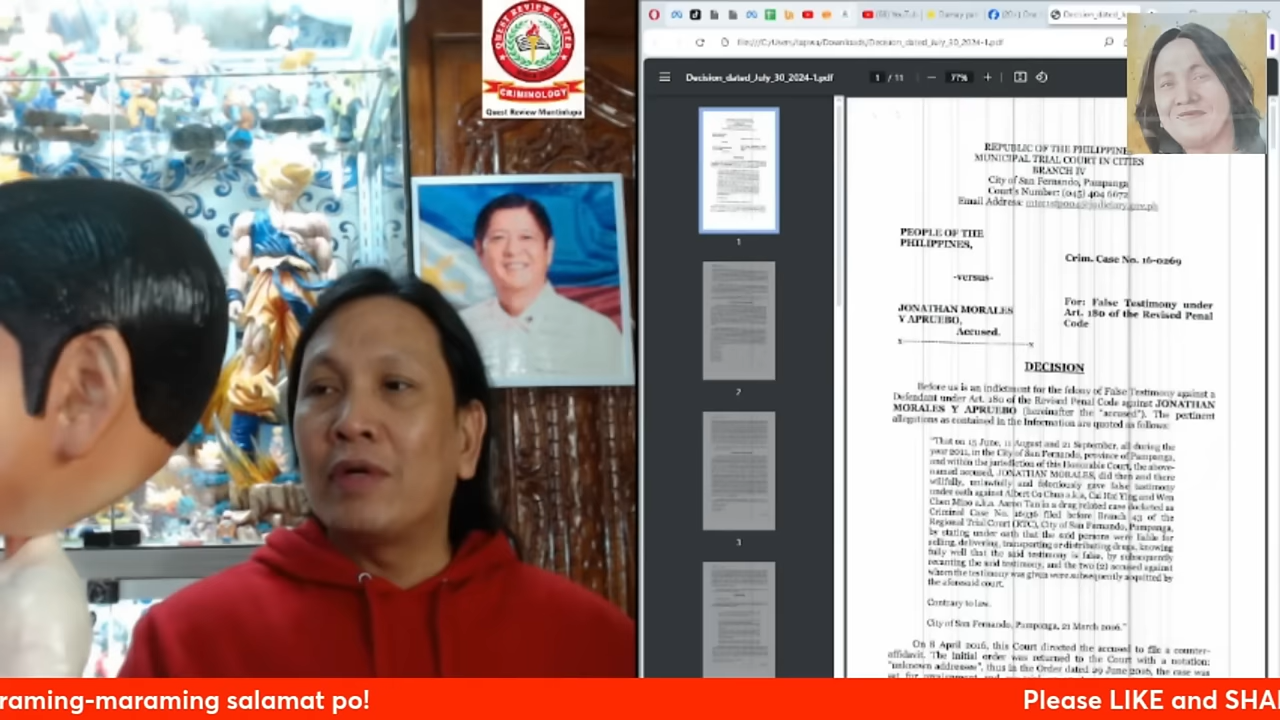 QUEST REVIEW CENTER
CRIMINOLOGY
Quest Review Muntinlupa
Decision_dated_July_30_2024-1.pdf
Decision_dated_July_30_2024-1.pdf
1 / 11
77%
1
2
3
REPUBLIC OF THE PHILIPPINES
MUNICIPAL TRIAL COURT IN CITIES
BRANCH IV
City of San Fernando, Pampanga
Court's Number: (045) 404 6672
Email Address:
PEOPLE OF THE
PHILIPPINES,
Crim. Case No. 16-0269
-versus-
JONATHAN MORALES
Y APRUEBO,
Accused.
For: False Testimony under
Art. 180 of the Revised Penal
Code
x-----------------------------x
DECISION
Before us is an indictment for the felony of False Testimony against a
Defendant under Art. 180 of the Revised Penal Code against JONATHAN
MORALES Y APRUEBO (hereinafter the "accused"). The pertinent
allegations as contained in the Information are quoted as follows:
"That on 15 June, 11 August and 21 September, all during the
year 2011, in the City of San Fernando, province of Pampanga,
and within the jurisdiction of this Honorable Court, the above-
named accused, JONATHAN MORALES, did then and there
willfully, unlawfully and feloniously gave false testimony
under oath against Albert Co Chua a.k.a. Cai Hai Ying and Wen
Chen Miao a.k.a. Aaron Tan in a drug related case docketed as
Criminal Case No. 16036 filed before Branch 43 of the
Regional Trial Court (RTC), City of San Fernando, Pampanga,
by stating under oath that the said persons were liable for
selling, delivering, transporting or distributing drugs, knowing
fully well that the said testimony is false, by subsequently
recanting the said testimony, and the two (2) accused against
whom the testimony was given were subsequently acquitted by
the aforesaid court.
Contrary to law.
City of San Fernando, Pampanga, 21 March 2016."
On 8 April 2016, this Court directed the accused to file a counter-
affidavit. The initial order was returned to the Court with a notation:
"unknown addressee", thus in the Order dated 29 June 2016, the case was
raming-maraming salamat po!
Please LIKE and SHA